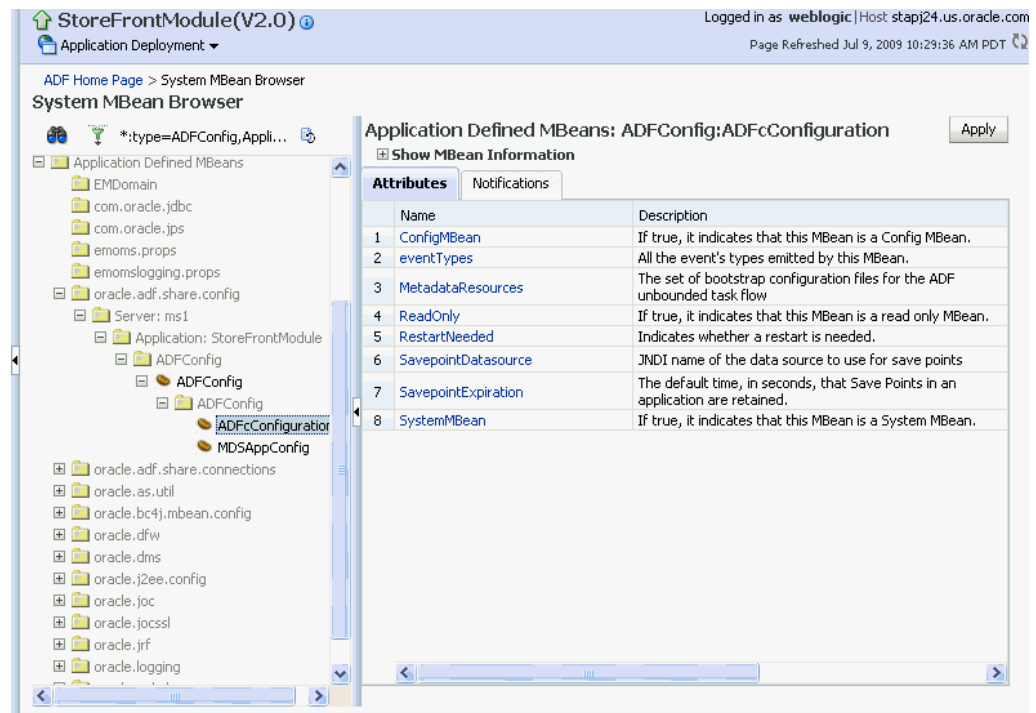 StoreFrontModule(V2.0)
Logged in as weblogic|Host stapj24.us.oracle.com
Application Deployment
Page Refreshed Jul 9, 2009 10:29:36 AM PDT
ADF Home Page > System MBean Browser
System MBean Browser
*:type=ADFConfig,Appli...
Application Defined MBeans
EMDomain
com.oracle.jdbc
com.oracle.jps
emoms.props
emomslogging.props
oracle.adf.share.config
Server: ms1
Application: StoreFrontModule
ADFConfig
ADFConfig
ADFConfig
ADFcConfiguration
MDSAppConfig
oracle.adf.share.connections
oracle.as.util
oracle.bc4j.mbean.config
oracle.dfw
oracle.dms
oracle.j2ee.config
oracle.joc
oracle.jocssl
oracle.jrf
oracle.logging
Application Defined MBeans: ADFConfig:ADFcConfiguration
Apply
Show MBean Information
Attributes
Notifications
Name Description
1 ConfigMBean If true, it indicates that this MBean is a Config MBean.
2 eventTypes All the event's types emitted by this MBean.
3 MetadataResources The set of bootstrap configuration files for the ADF
unbounded task flow
4 ReadOnly If true, it indicates that this MBean is a read only MBean.
5 RestartNeeded Indicates whether a restart is needed.
6 SavepointDatasource JNDI name of the data source to use for save points
7 SavepointExpiration The default time, in seconds, that Save Points in an
application are retained.
8 SystemMBean If true, it indicates that this MBean is a System MBean.